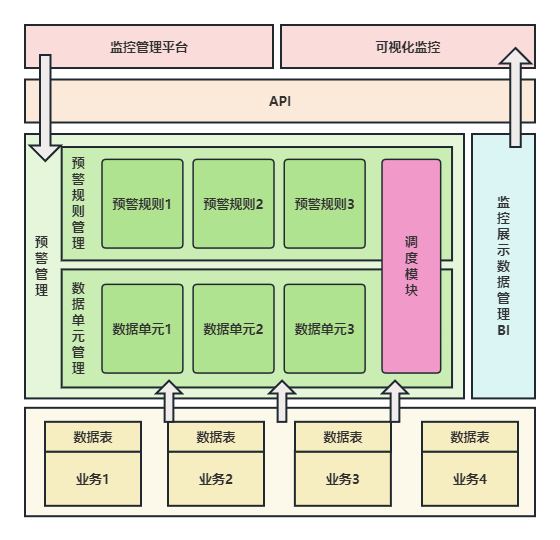 监控管理平台
可视化监控
API
预警管理
预警规则管理
预警规则1
预警规则2
预警规则3
调度模块
数据单元管理
数据单元1
数据单元2
数据单元3
监控展示数据管理BI
数据表
数据表
数据表
数据表
业务1
业务2
业务3
业务4